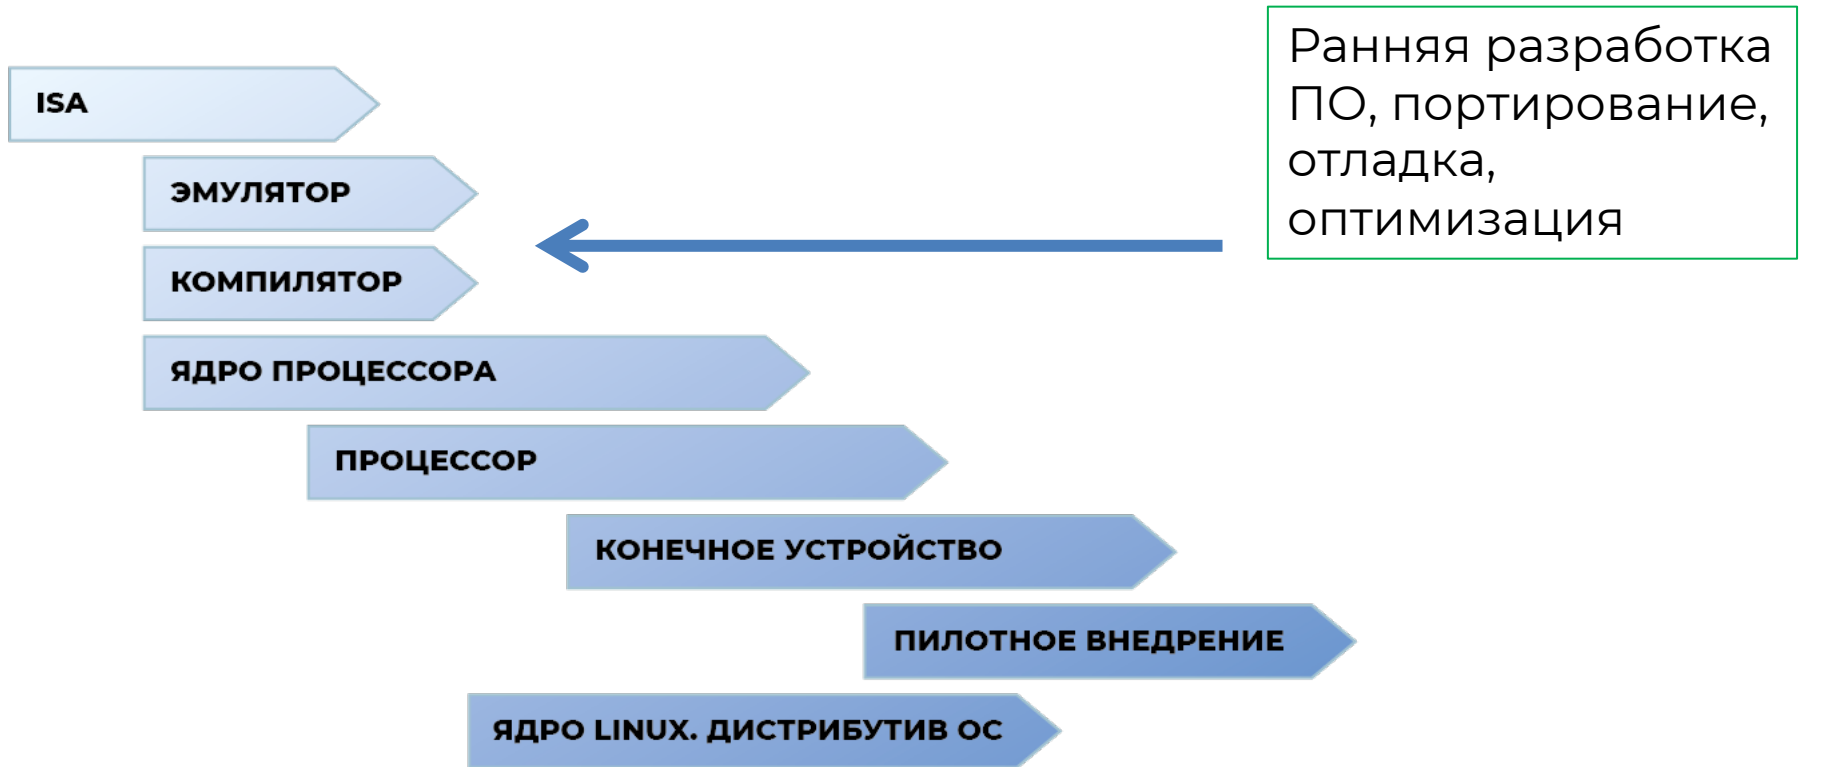 Ранняя разработка
ПО, портирование,
отладка,
оптимизация
ISA
ЭМУЛЯТОР
КОМПИЛЯТОР
ЯДРО ПРОЦЕССОРА
ПРОЦЕССОР
КОНЕЧНОЕ УСТРОЙСТВО
ПИЛОТНОЕ ВНЕДРЕНИЕ
ЯДРО LINUX. ДИСТРИБУТИВ ОС